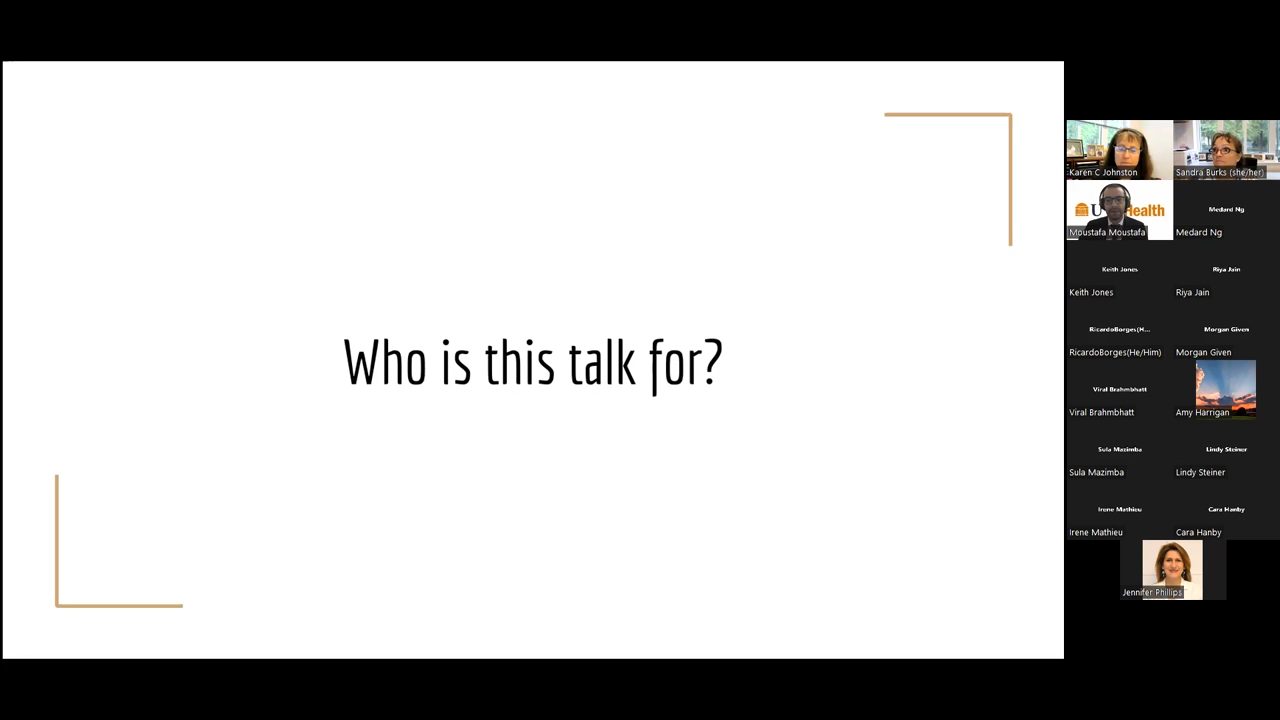 Who is this talk for?
Karen C Johnston
Sandra Burks (she/her)
U Health
Moustafa Moustafa
Medard Ng
Medard Ng
Keith Jones
Keith Jones
Riya Jain
Riya Jain
RicardoBorges(H...
RicardoBorges(He/Him)
Morgan Given
Morgan Given
Viral Brahmbhatt
Viral Brahmbhatt
Amy Harrigan
Sula Mazimba
Sula Mazimba
Lindy Steiner
Lindy Steiner
Irene Mathieu
Irene Mathieu
Cara Hanby
Cara Hanby
Jennifer Phillips